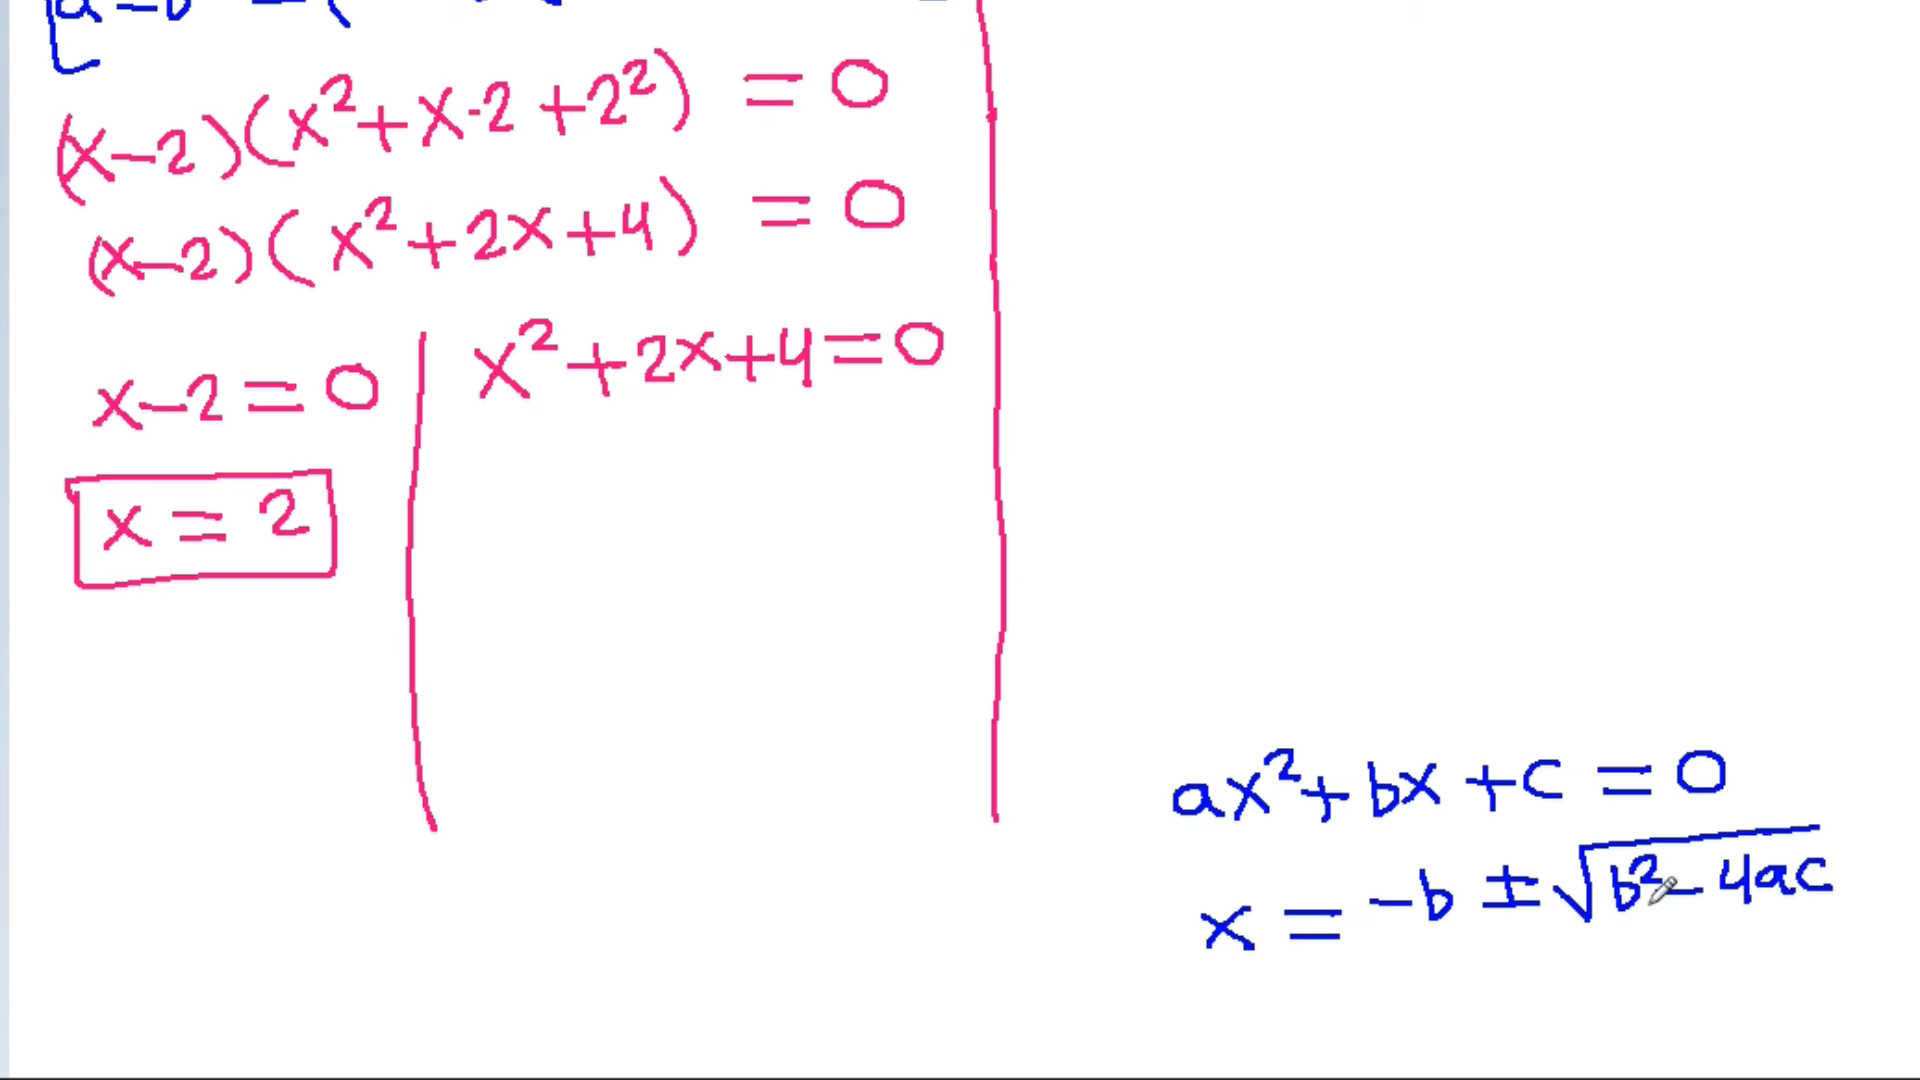 (x-2)(x²+x·2+2²) = 0
(x-2)(x²+2x+4) = 0
x-2=0
x = 2
x²+2x+4=0
ax²+bx+c=0
x = -b ± √b²-4ac